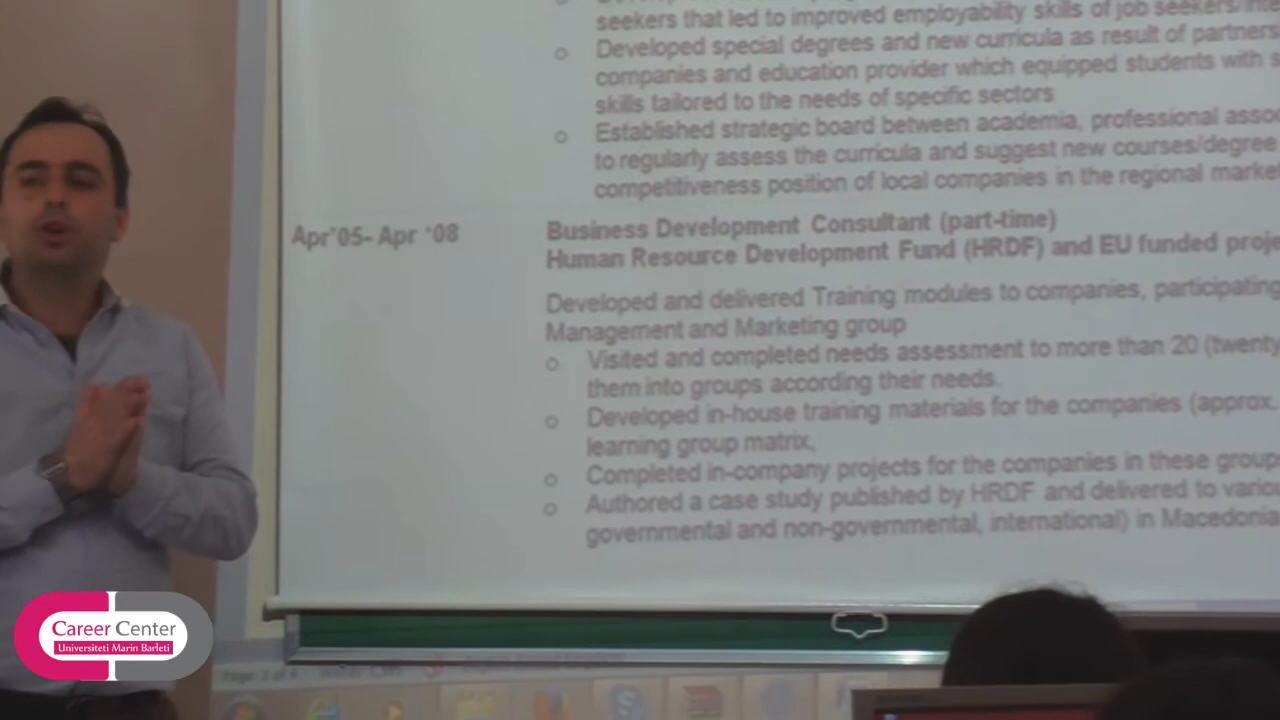 seekers that led to improved employability skills of job seekers/
Developed special degrees and new curricula as result of partners
companies and education provider which equipped students with s
skills tailored to the needs of specific sectors
Established strategic board between academia, professional asso
to regularly assess the curricula and suggest new courses/degree
competitiveness position of local companies in the regional marke
Apr'05- Apr '08
Business Development Consultant (part-time)
Human Resource Development Fund (HRDF) and EU funded proje
Developed and delivered Training modules to companies, participating
Management and Marketing group
Visited and completed needs assessment to more than 20 (twenty
them into groups according their needs.
Developed in-house training materials for the companies (approx.
learning group matrix,
Completed in-company projects for the companies in these group
Authored a case study published by HRDF and delivered to vario
governmental and non-governmental, international) in Macedonia
Career Center
Universiteti Marin Barleti